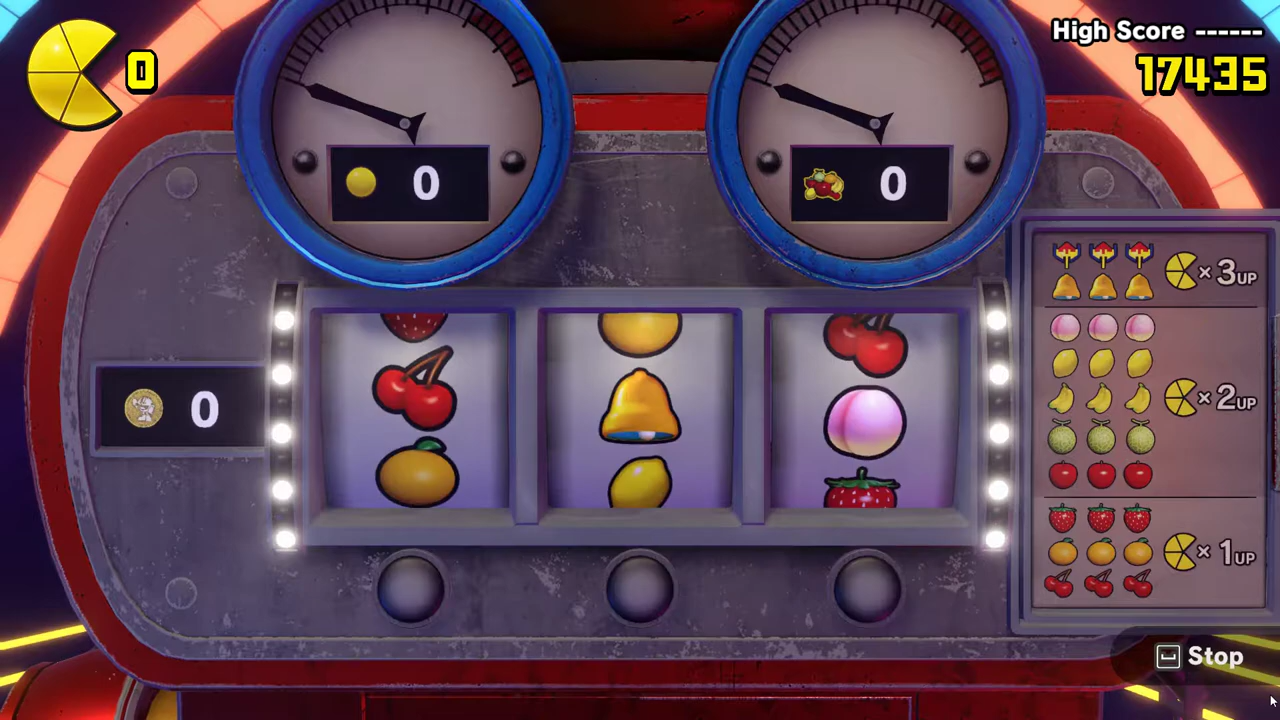 High Score ------
0
17435
0
0
0
× 3UP
× 2UP
× 1UP
Stop